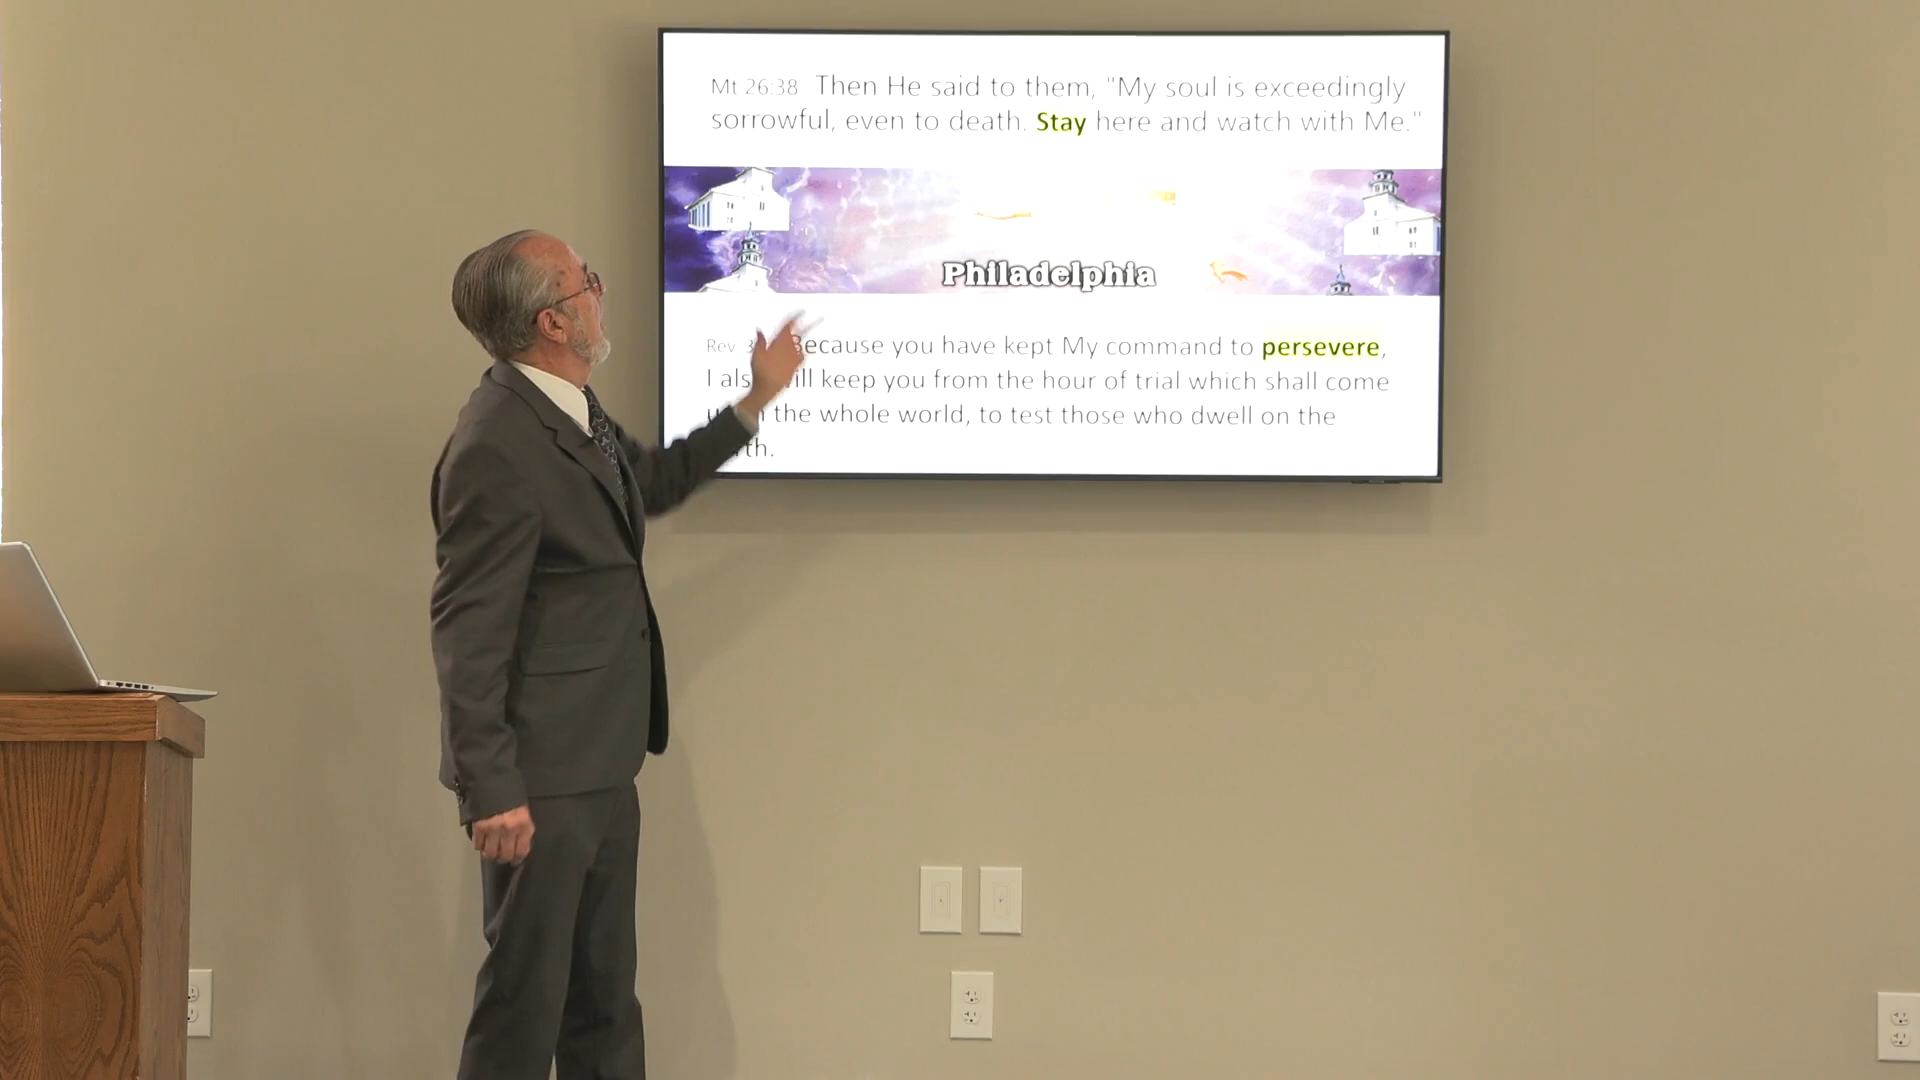 Mt 26:38 Then He said to them, "My soul is exceedingly
sorrowful, even to death. Stay here and watch with Me."
Philadelphia
Rev Because you have kept My command to persevere,
I will keep you from the hour of trial which shall come
the whole world, to test those who dwell on the